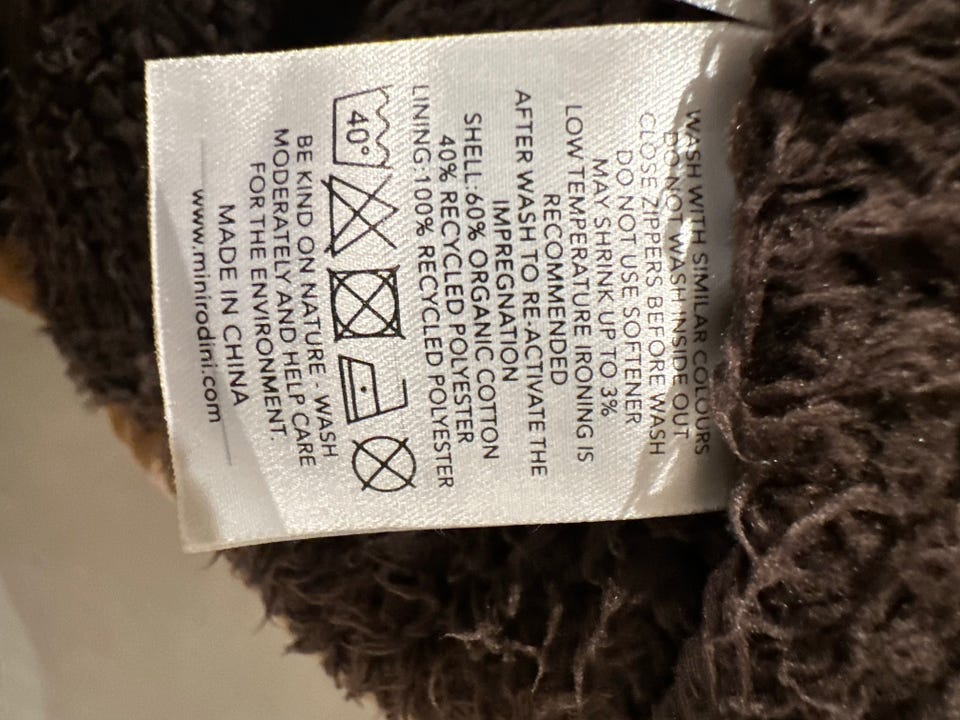 WASH WITH SIMILAR COLOURS
DO NOT WASH INSIDE OUT
CLOSE ZIPPERS BEFORE WASH
DO NOT USE SOFTENER
MAY SHRINK UP TO 3%
LOW TEMPERATURE IRONING IS
RECOMMENDED
AFTER WASH TO RE-ACTIVATE THE
IMPREGNATION
SHELL:60% ORGANIC COTTON
40% RECYCLED POLYESTER
LINING:100% RECYCLED POLYESTER
40°
BE KIND ON NATURE - WASH
MODERATELY AND HELP CARE
FOR THE ENVIRONMENT.
MADE IN CHINA
www.minirodini.com